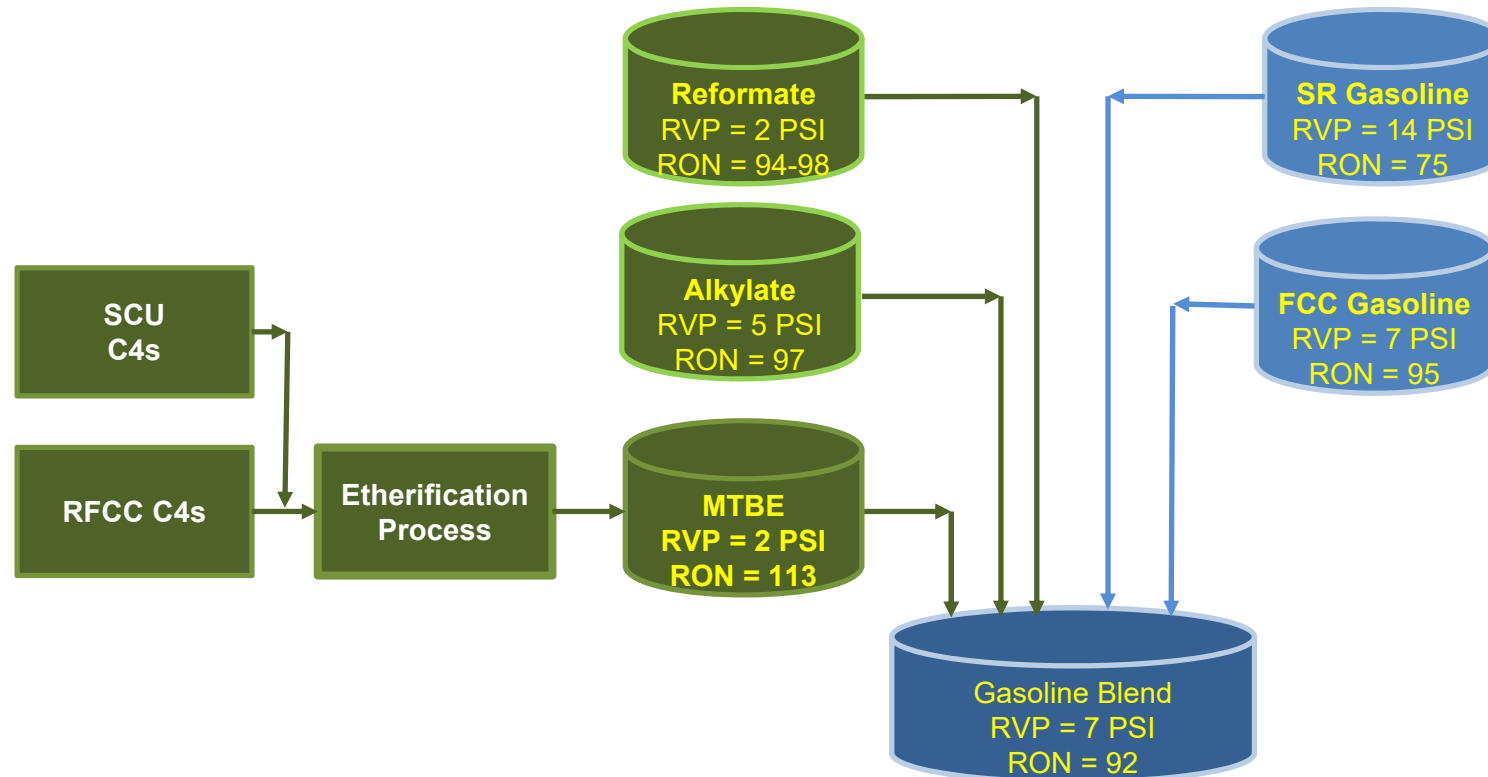 Reformate
RVP = 2 PSI
RON = 94-98
SR Gasoline
RVP = 14 PSI
RON = 75
Alkylate
RVP = 5 PSI
RON = 97
FCC Gasoline
RVP = 7 PSI
RON = 95
SCU
C4s
RFCC C4s
Etherification
Process
MTBE
RVP = 2 PSI
RON = 113
Gasoline Blend
RVP = 7 PSI
RON = 92